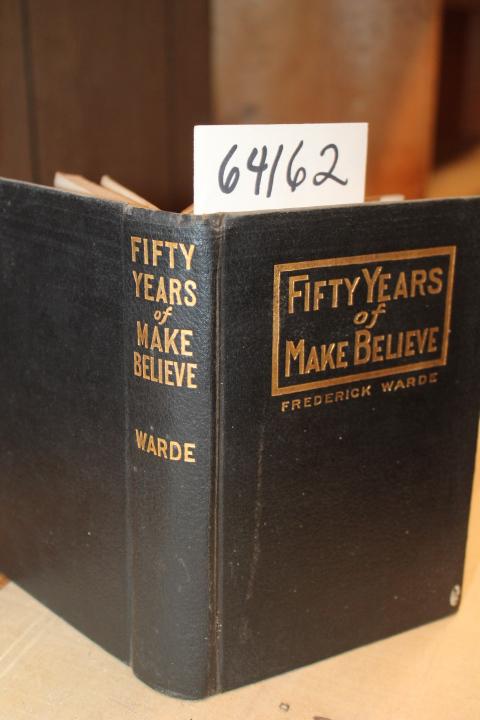 64162
FIFTY
YEARS
of
MAKE
BELIEVE
WARDE
FIFTY YEARS
of
MAKE BELIEVE
FREDERICK WARDE